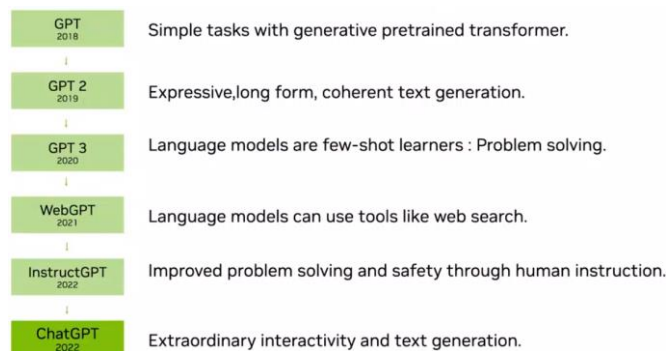 GPT
2018
Simple tasks with generative pretrained transformer.
GPT 2
2019
Expressive,long form, coherent text generation.
GPT 3
2020
Language models are few-shot learners : Problem solving.
WebGPT
2021
Language models can use tools like web search.
InstructGPT
2022
Improved problem solving and safety through human instruction.
ChatGPT
2022
Extraordinary interactivity and text generation.